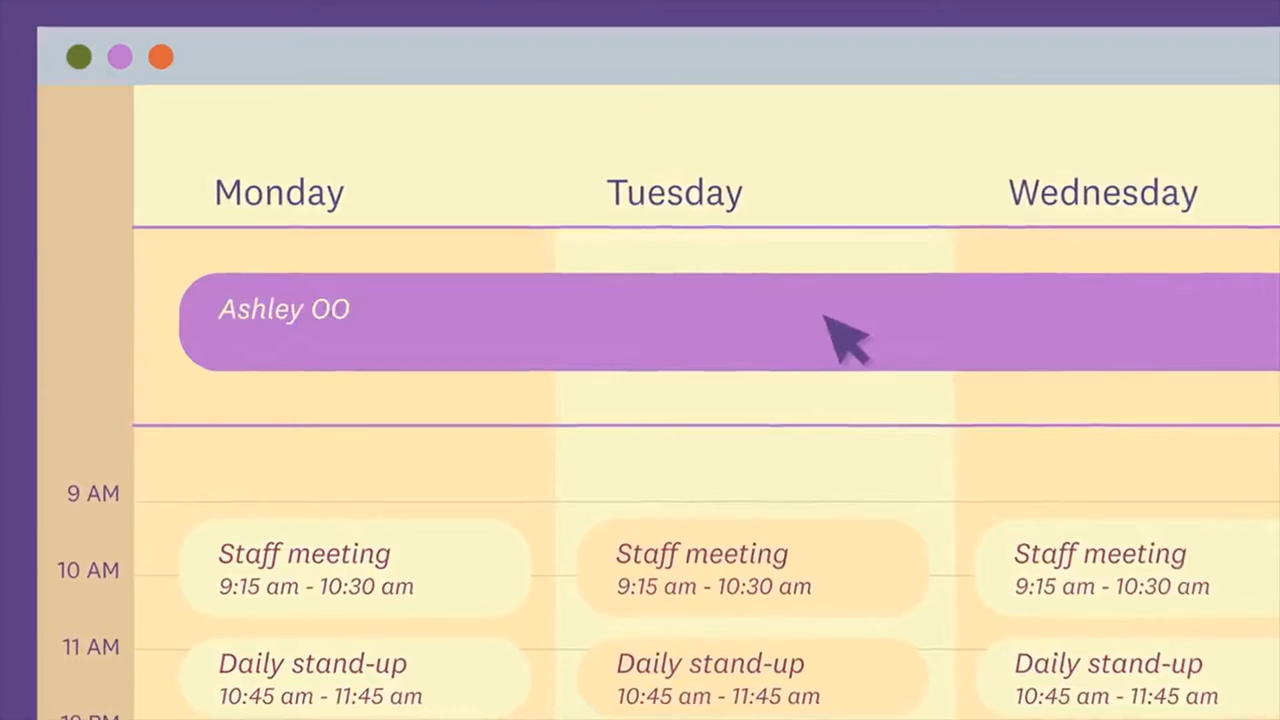 Monday Tuesday Wednesday
Ashley OO
9 AM
Staff meeting Staff meeting Staff meeting
10 AM
9:15 am - 10:30 am 9:15 am - 10:30 am 9:15 am - 10:30 am
11 AM
Daily stand-up Daily stand-up Daily stand-up
10:45 am - 11:45 am 10:45 am - 11:45 am 10:45 am - 11:45 am